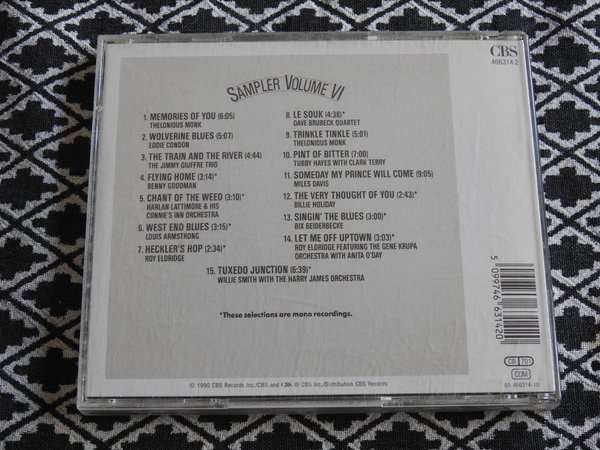 CBS
466314 2
SAMPLER VOLUME VI
1. MEMORIES OF YOU (6:05)
THELONIOUS MONK
2. WOLVERINE BLUES (5:07)
EDDIE CONDON
3. THE TRAIN AND THE RIVER (4:44)
THE JIMMY GIUFFRE TRIO
4. FLYING HOME (3:14)*
BENNY GOODMAN
5. CHANT OF THE WEED (3:10)*
HARLAN LATTIMORE & HIS
CONNIE'S INN ORCHESTRA
6. WEST END BLUES (3:15)*
LOUIS ARMSTRONG
7. HECKLER'S HOP (2:34)*
ROY ELDRIDGE
8. LE SOUK (4:38)*
DAVE BRUBECK QUARTET
9. TRINKLE TINKLE (5:01)
THELONIOUS MONK
10. PINT OF BITTER (7:00)
TUBBY HAYES WITH CLARK TERRY
11. SOMEDAY MY PRINCE WILL COME (9:05)
MILES DAVIS
12. THE VERY THOUGHT OF YOU (2:43)*
BILLIE HOLIDAY
13. SINGIN' THE BLUES (3:00)*
BIX BEIDERBECKE
14. LET ME OFF UPTOWN (3:03)*
ROY ELDRIDGE FEATURING THE GENE KRUPA
ORCHESTRA WITH ANITA O'DAY
15. TUXEDO JUNCTION (6:39)*
WILLIE SMITH WITH THE HARRY JAMES ORCHESTRA
*These selections are mono recordings.
5 099746 631420
CB 701
CDM
01-466314-10
© 1990 CBS Records Inc./CBS and CBS ® CBS Inc./Distribution CBS Records